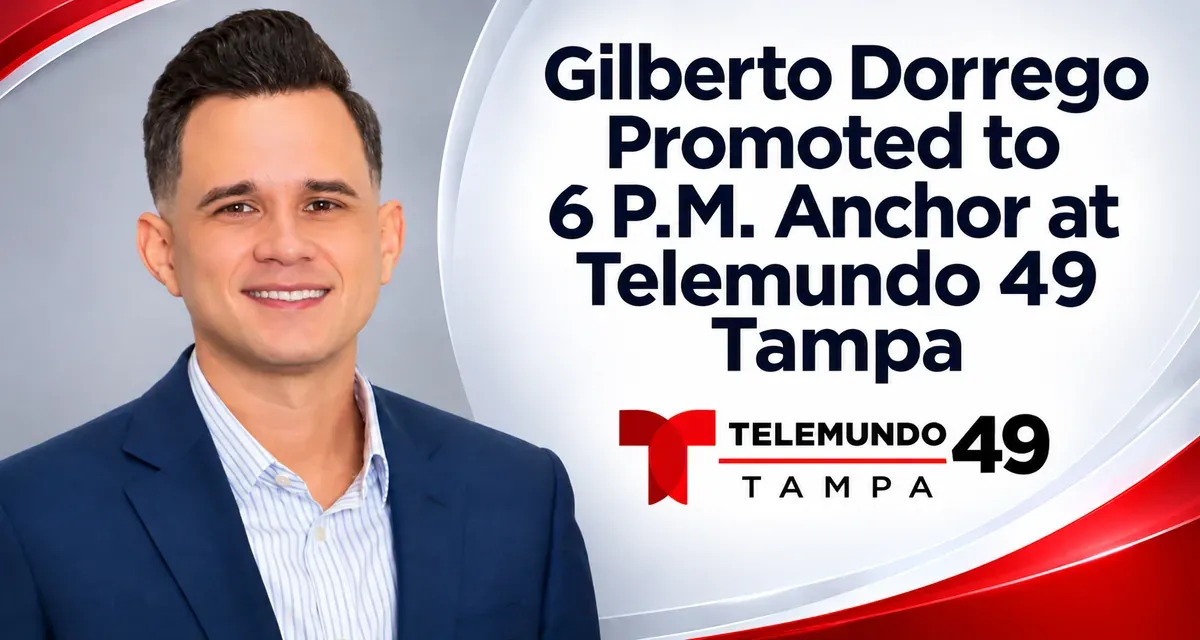 Gilberto Dorrego
Promoted to
6 P.M. Anchor at
Telemundo 49
Tampa
TELEMUNDO 49
TAMPA